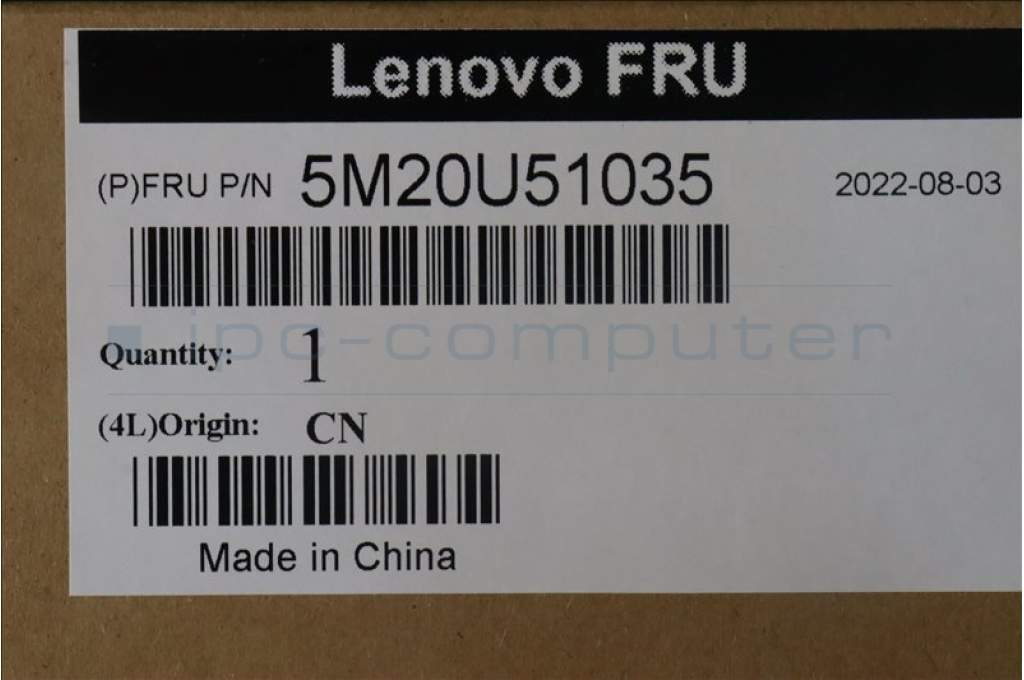 Lenovo FRU
(P)FRU P/N 5M20U51035 2022-08-03
ipc-computer
Quantity: 1
(4L)Origin: CN
Made in China